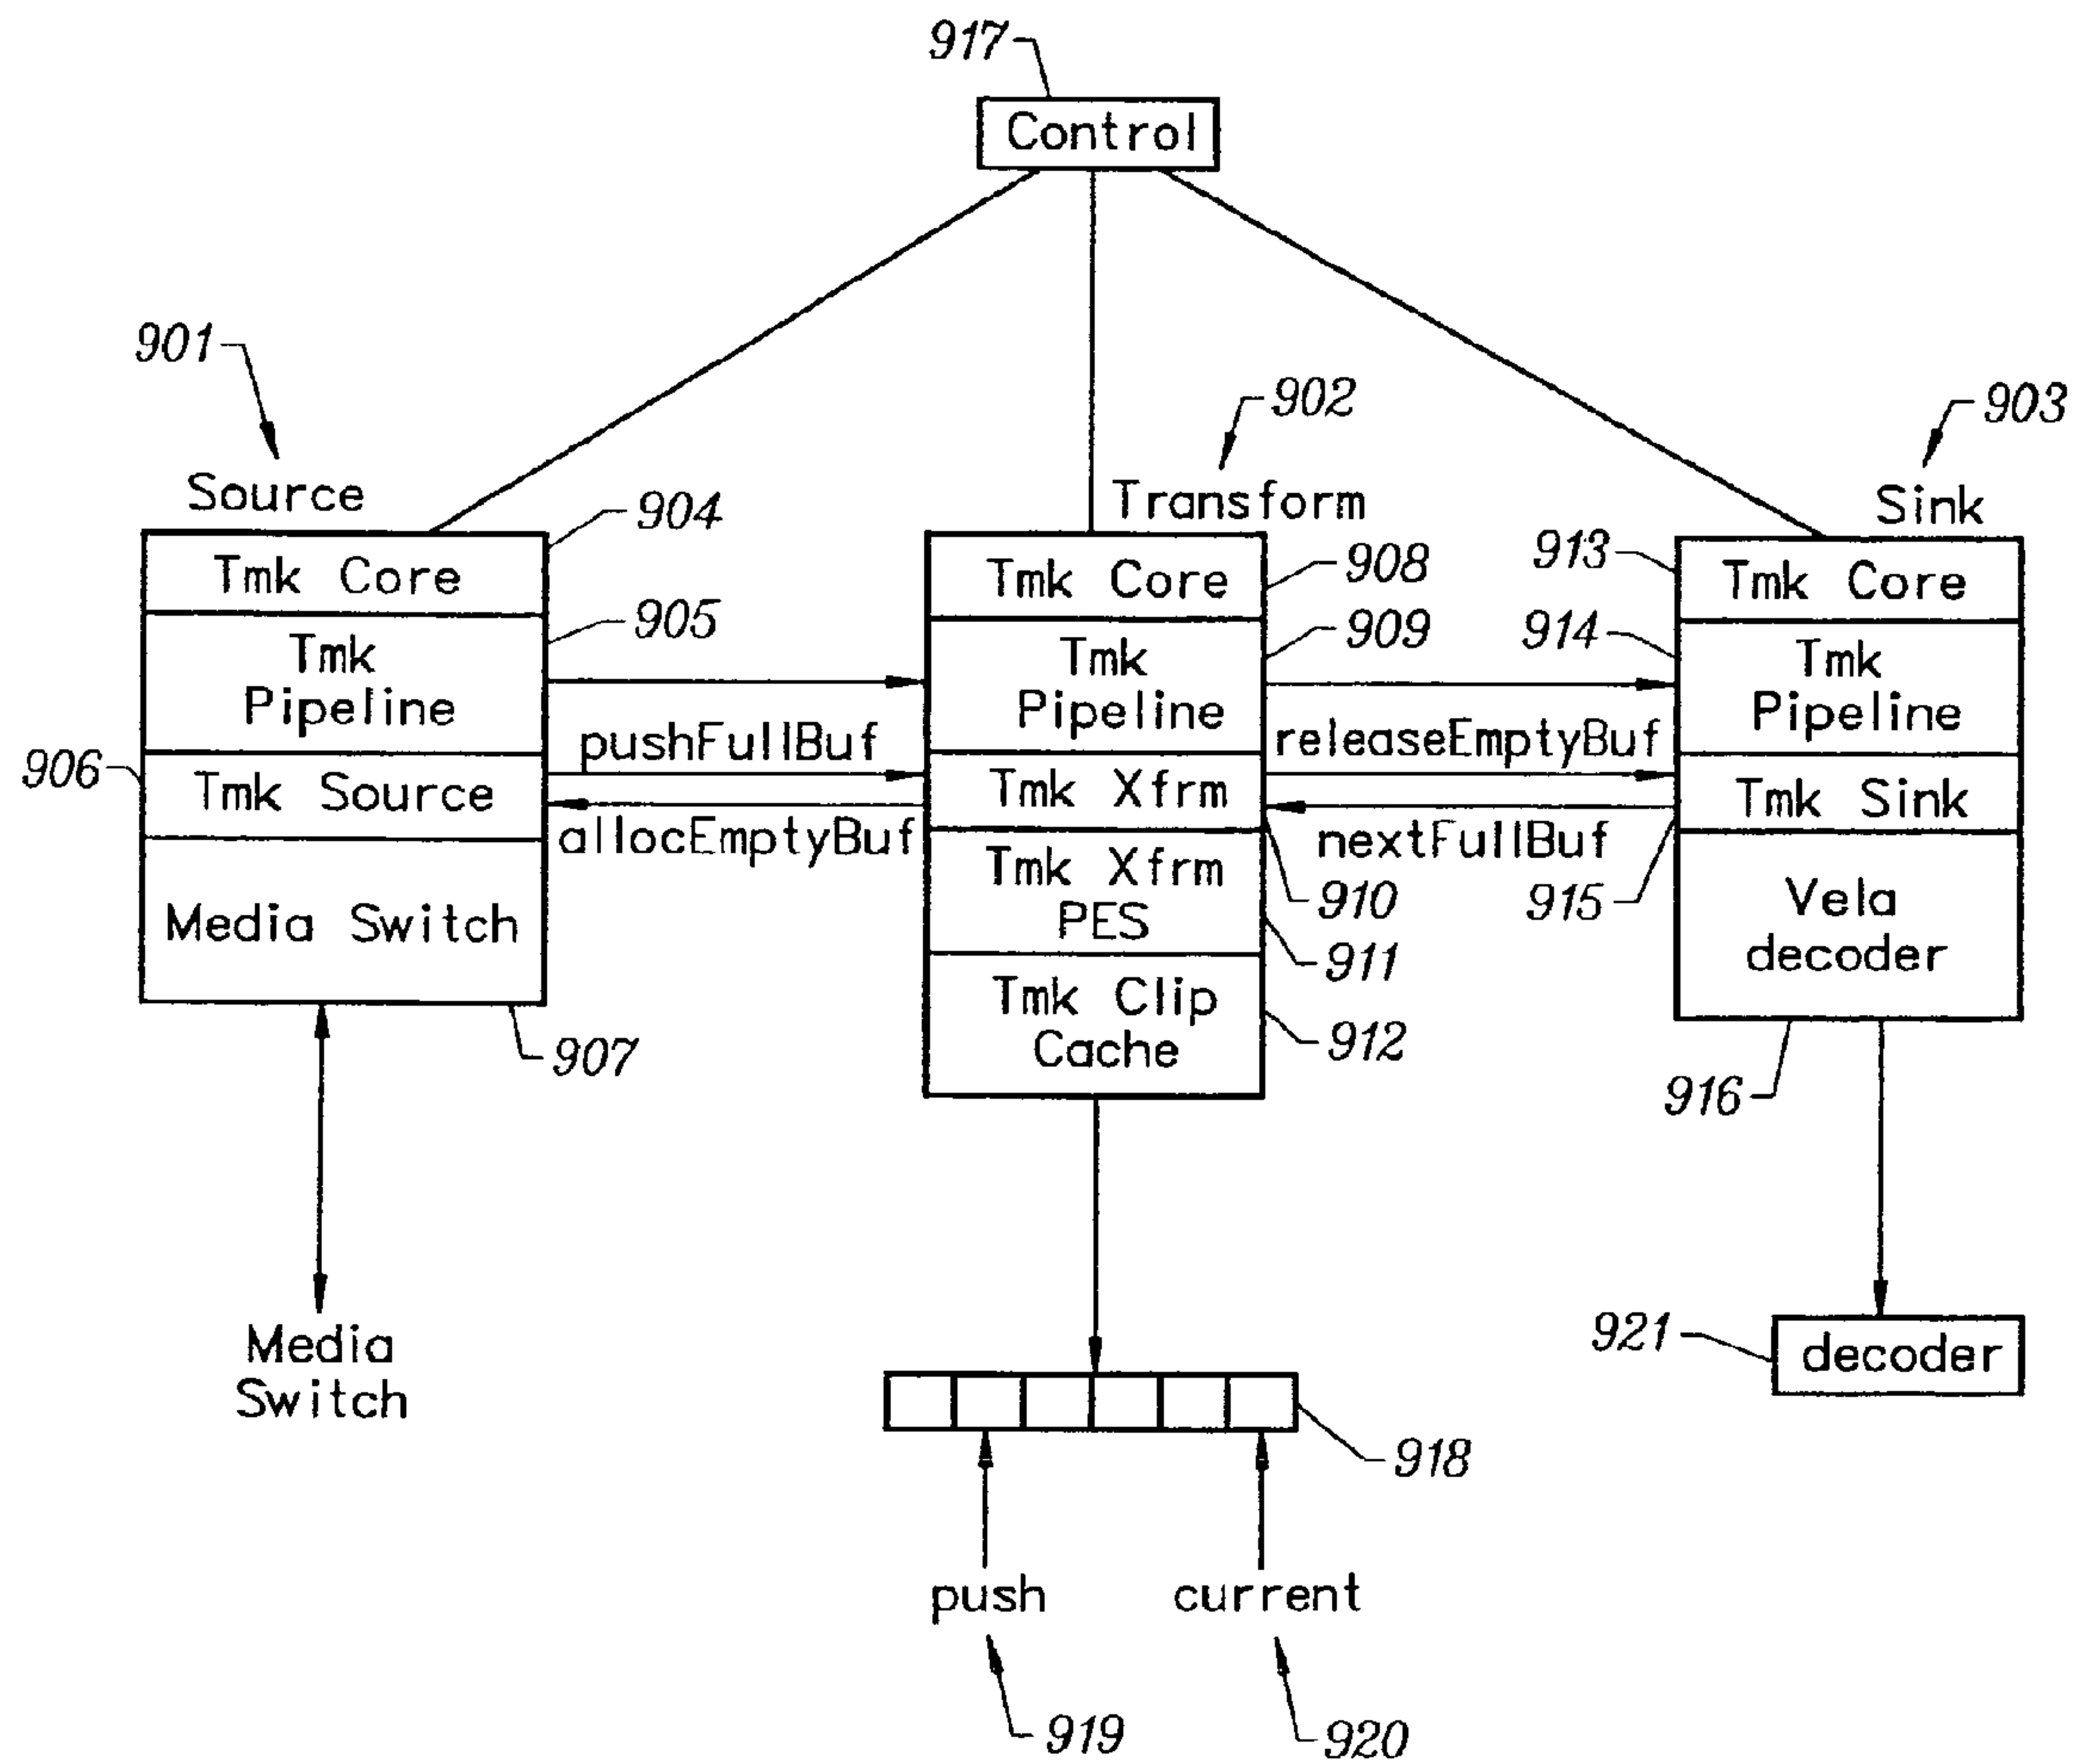 917
Control
901
902
903
Source
Transform
Sink
904
Tmk Core
905
Tmk
Pipeline
906
Tmk Source
Media Switch
907
pushFullBuf
allocEmptyBuf
908
Tmk Core
909
Tmk
Pipeline
Tmk Xfrm
910
Tmk Xfrm
PES
911
Tmk Clip
Cache
912
releaseEmptyBuf
nextFullBuf
913
Tmk Core
914
Tmk
Pipeline
Tmk Sink
915
Vela
decoder
916
Media
Switch
921
decoder
918
push
current
919
920